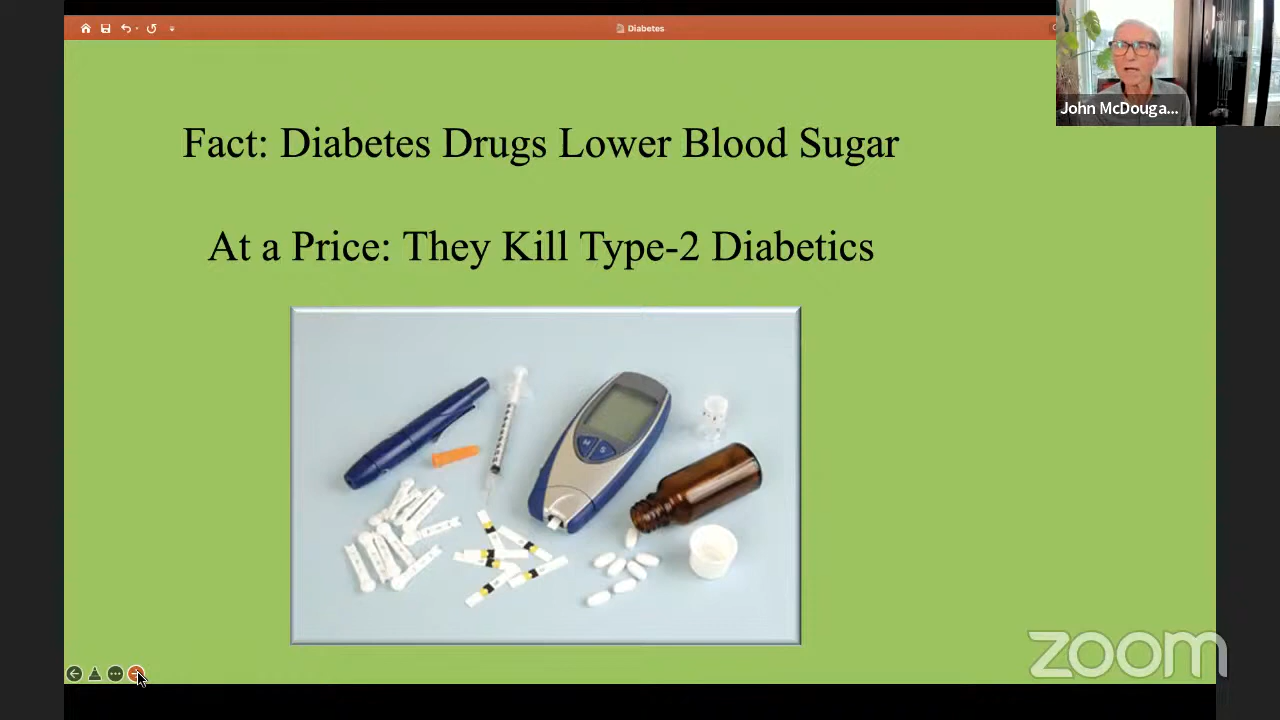 Diabetes
John McDouga...
Fact: Diabetes Drugs Lower Blood Sugar
At a Price: They Kill Type-2 Diabetics
M S
zoom